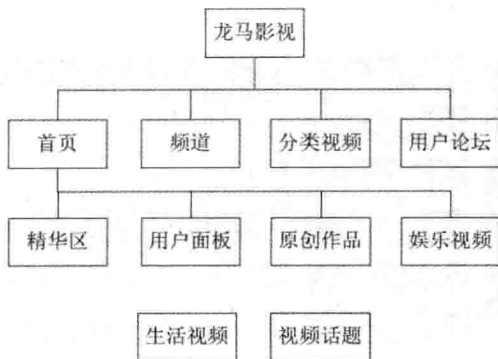 龙马影视
首页
频道
分类视频
用户论坛
精华区
用户面板
原创作品
娱乐视频
生活视频
视频话题